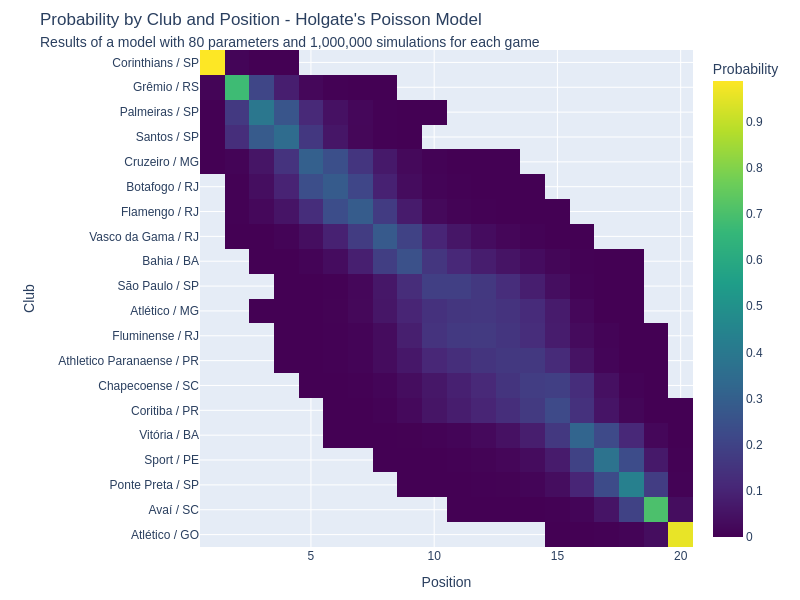 Probability by Club and Position - Holgate's Poisson Model
Results of a model with 80 parameters and 1,000,000 simulations for each game
Probability
Corinthians / SP
Grêmio / RS
Palmeiras / SP
Santos / SP
Cruzeiro / MG
Botafogo / RJ
Flamengo / RJ
Vasco da Gama / RJ
Bahia / BA
São Paulo / SP
Atlético / MG
Fluminense / RJ
Athletico Paranaense / PR
Chapecoense / SC
Coritiba / PR
Vitória / BA
Sport / PE
Ponte Preta / SP
Avaí / SC
Atlético / GO
Club
5
10
15
20
Position
0.9
0.8
0.7
0.6
0.5
0.4
0.3
0.2
0.1
0